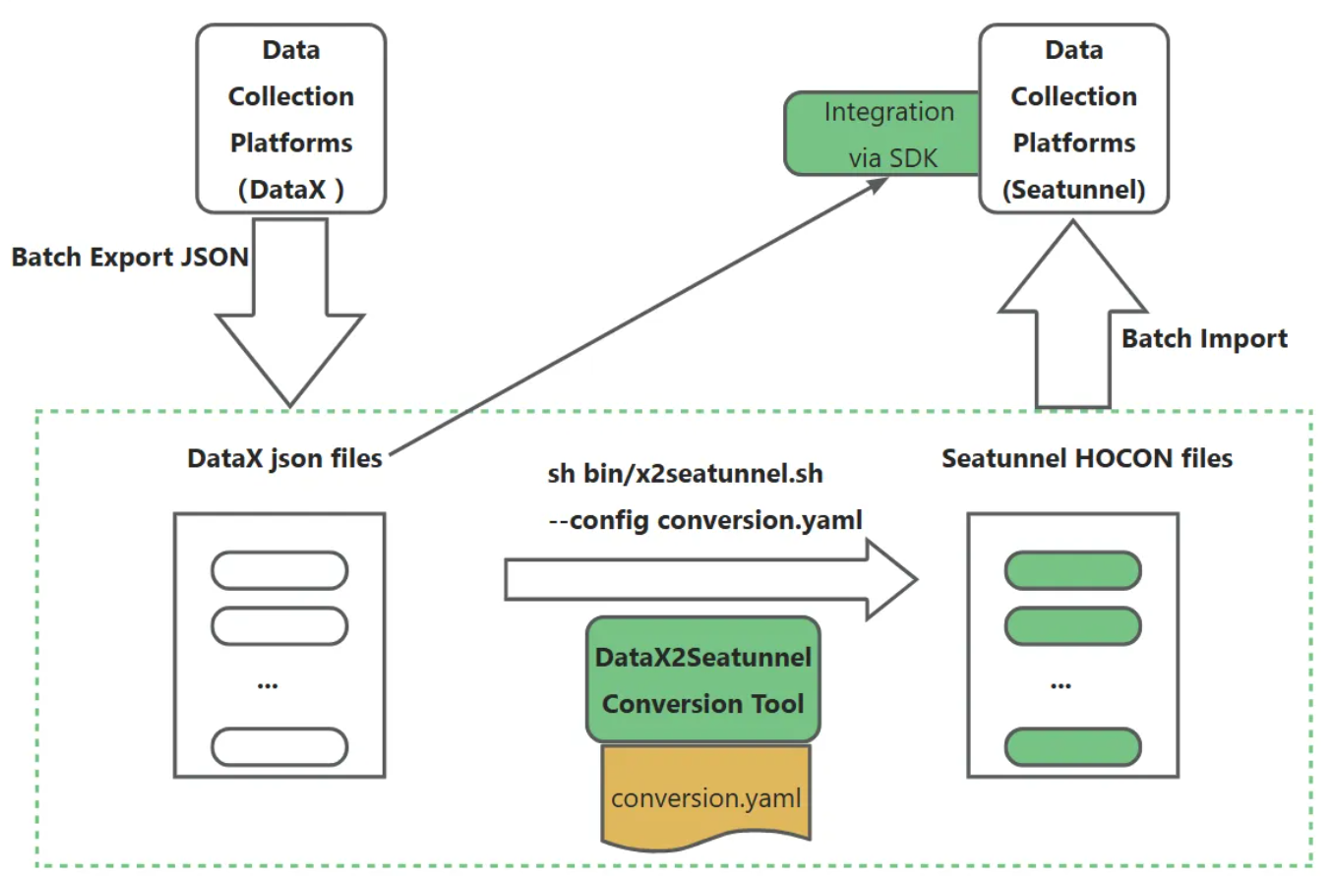 Data
Collection
Platforms
(DataX )
Integration
via SDK
Data
Collection
Platforms
(Seatunnel)
Batch Export JSON
Batch Import
DataX json files
sh bin/x2seatunnel.sh
--config conversion.yaml
Seatunnel HOCON files
...
DataX2Seatunnel
Conversion Tool
...
conversion.yaml